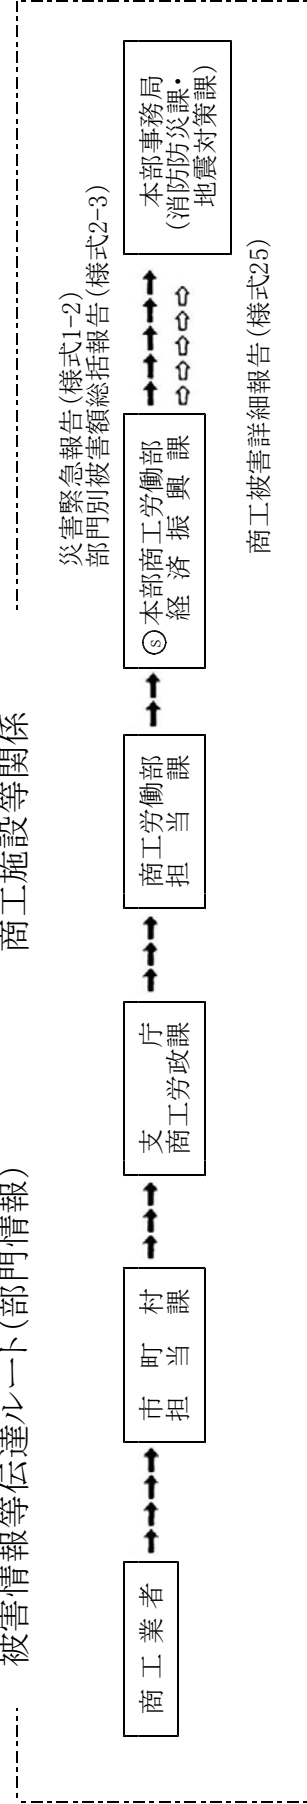 被害情報等伝達ルート(部門情報)
商工施設等関係
商工業者
市町村
担当課
支庁
商工労政課
商工労働部
担当課
ⓢ本部商工労働部
経済振興課
災害緊急報告(様式1-2)
部門別被害額総括報告(様式2-3)
本部事務局
(消防防災課・
地震対策課)
商工被害詳細報告(様式25)